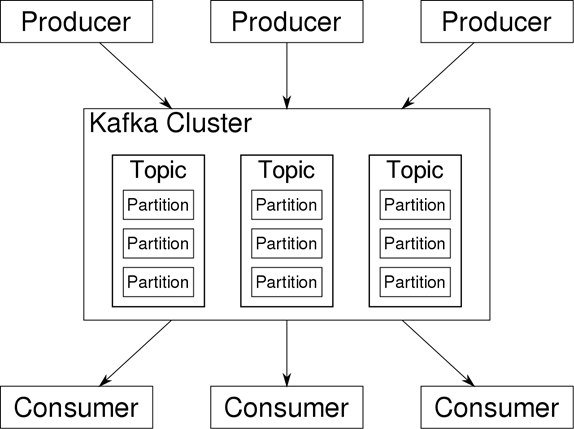 Producer
Producer
Producer
Kafka Cluster
Topic
Partition
Partition
Partition
Topic
Partition
Partition
Partition
Topic
Partition
Partition
Partition
Consumer
Consumer
Consumer